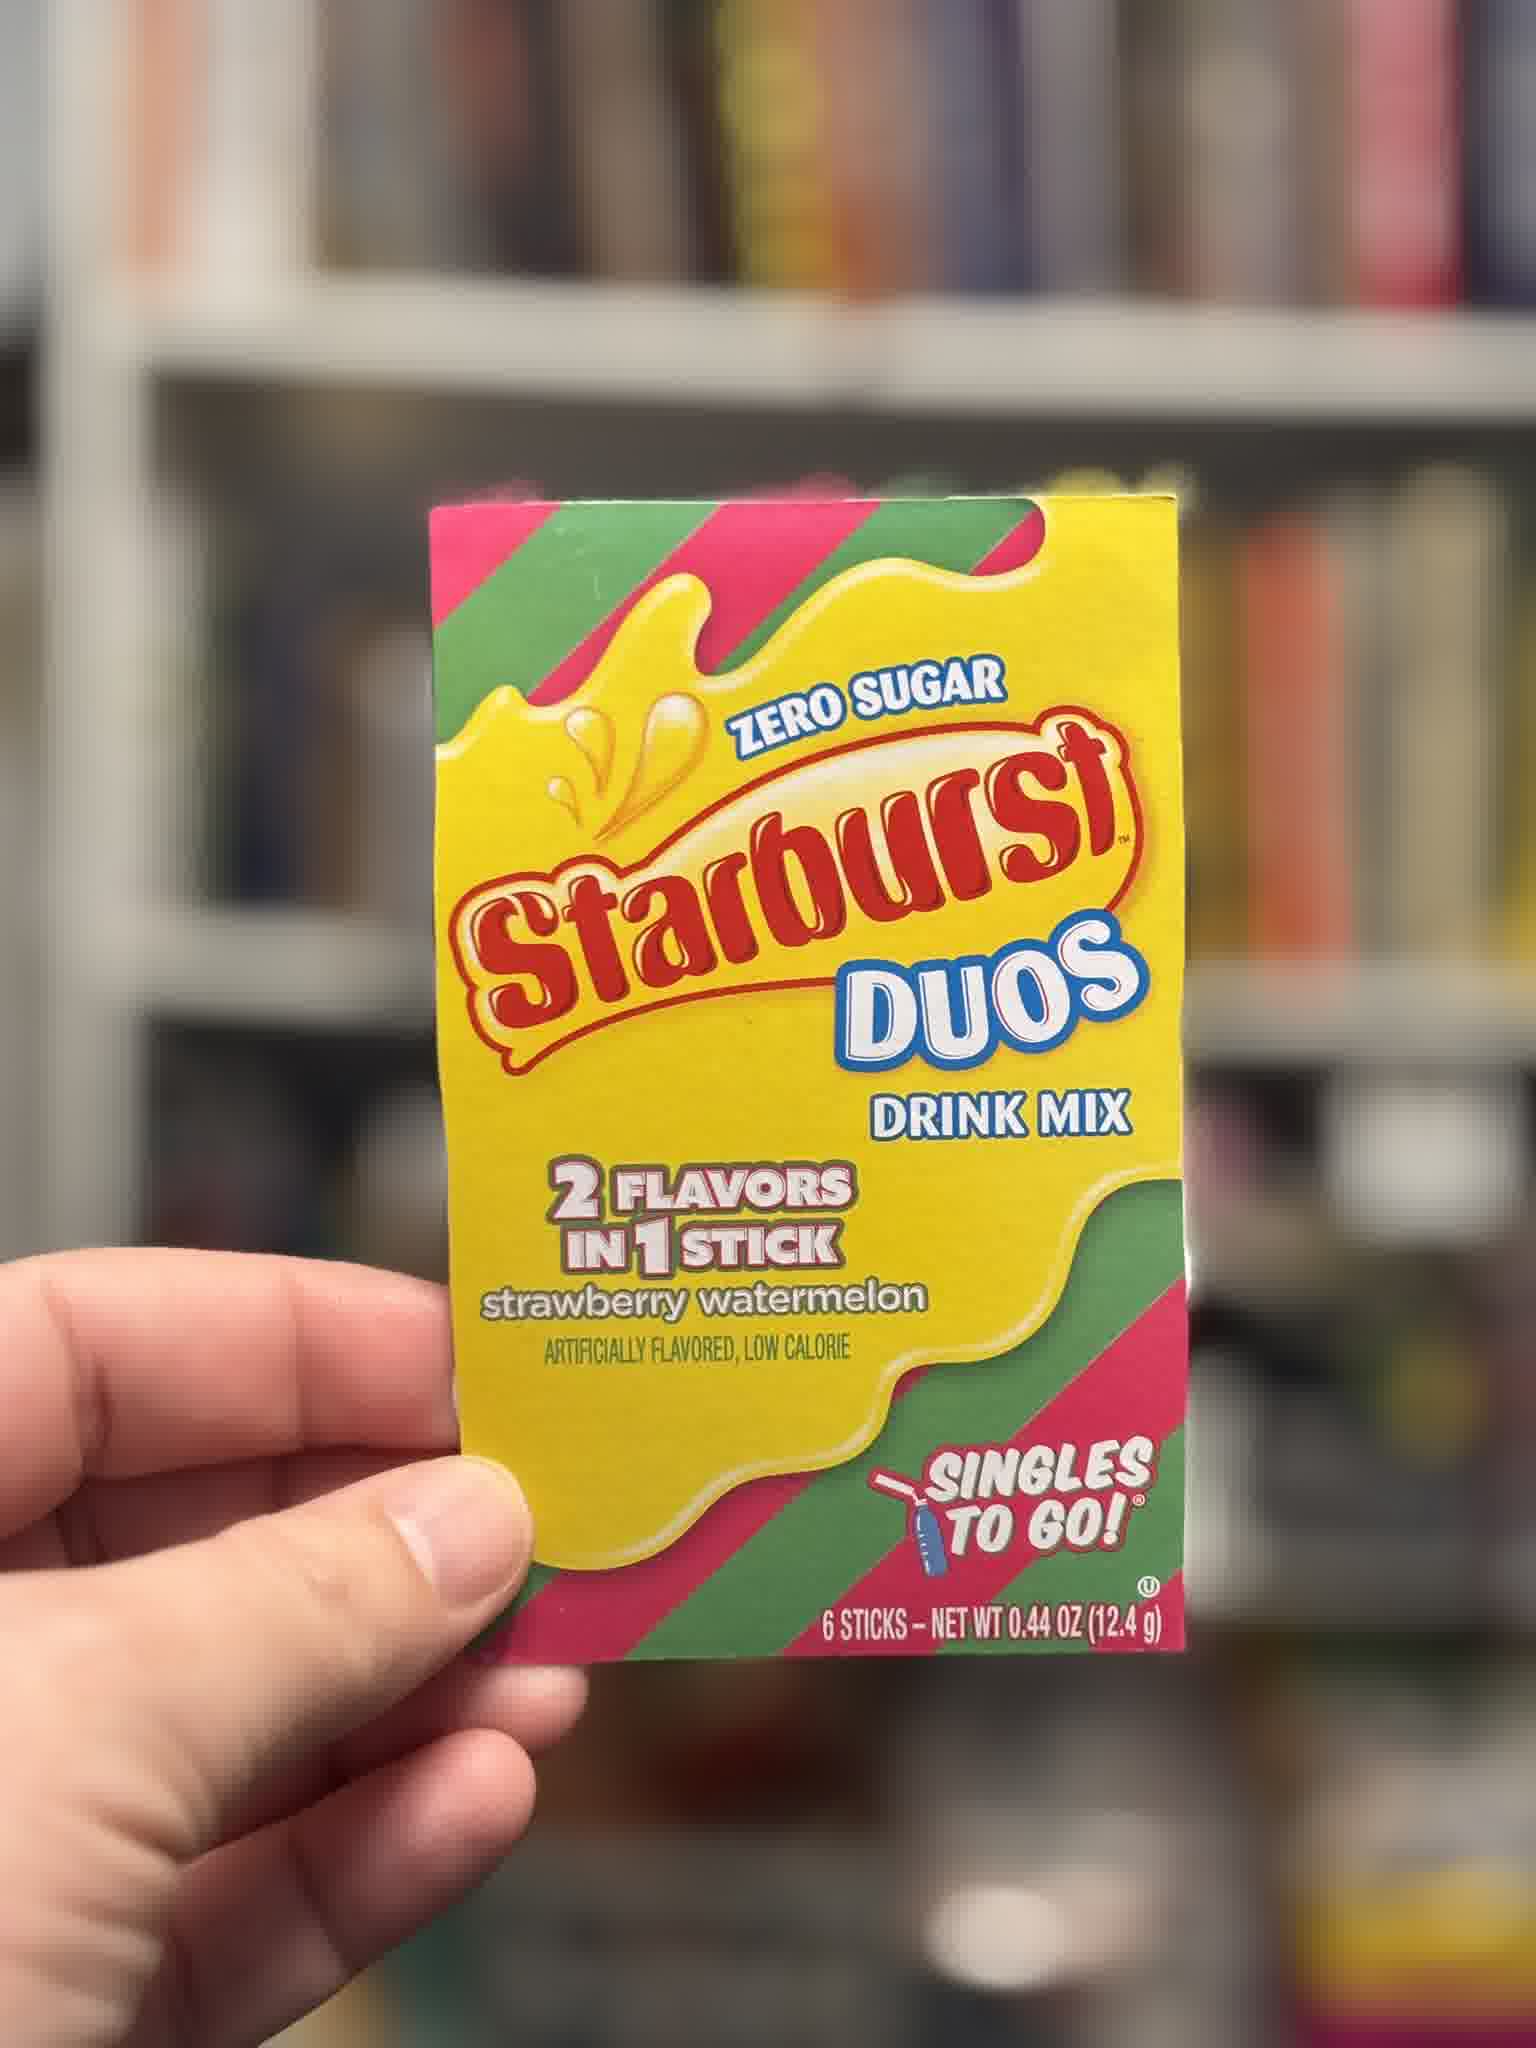 ZERO SUGAR
Starburst™
DUOS
DRINK MIX
2 FLAVORS
IN 1 STICK
strawberry watermelon
ARTIFICIALLY FLAVORED, LOW CALORIE
SINGLES
TO GO!®
U
6 STICKS – NET WT 0.44 OZ (12.4 g)